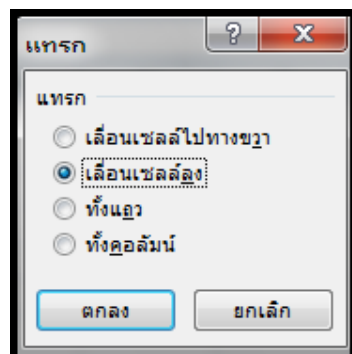 แทรก
แทรก
เลื่อนเซลล์ไปทางขวา
เลื่อนเซลล์ลง
ทั้งแถว
ทั้งคอลัมน์
ตกลง ยกเลิก